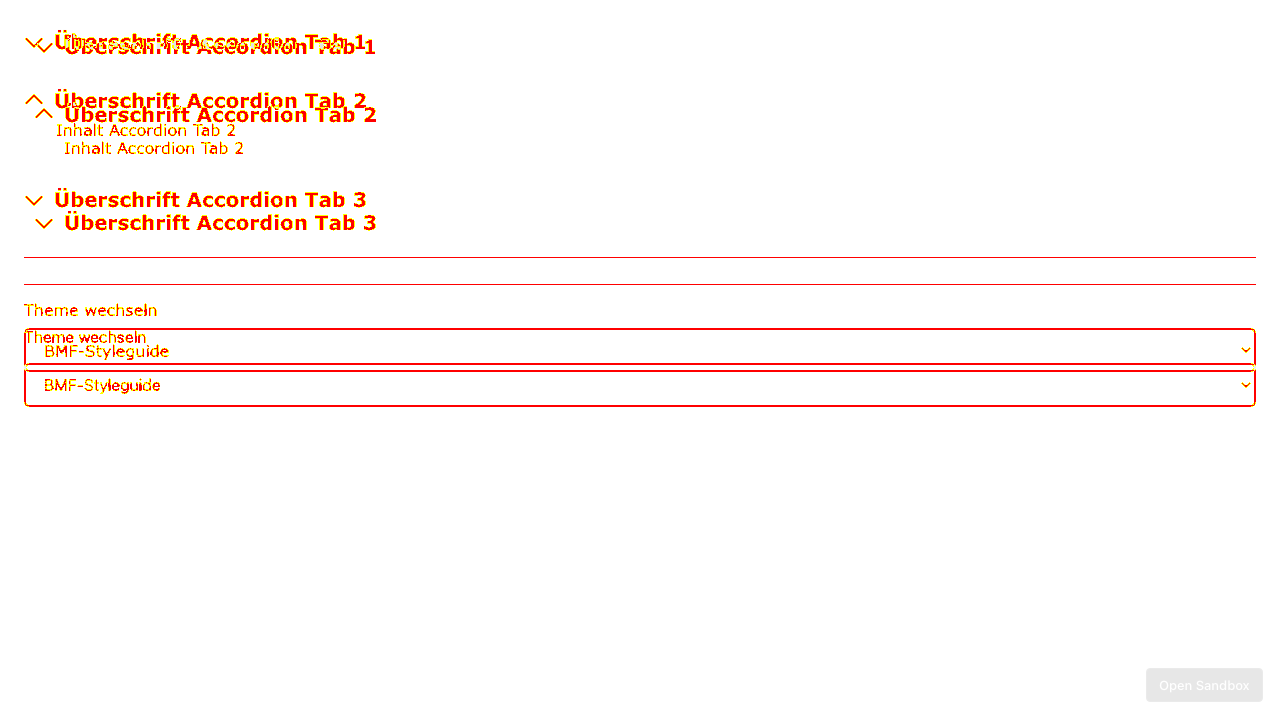 Überschrift Accordion Tab 1
Überschrift Accordion Tab 1
Überschrift Accordion Tab 2
Überschrift Accordion Tab 2
Inhalt Accordion Tab 2
Inhalt Accordion Tab 2
Überschrift Accordion Tab 3
Überschrift Accordion Tab 3
Theme wechseln
Theme wechseln
BMF-Styleguide
BMF-Styleguide
Open Sandbox